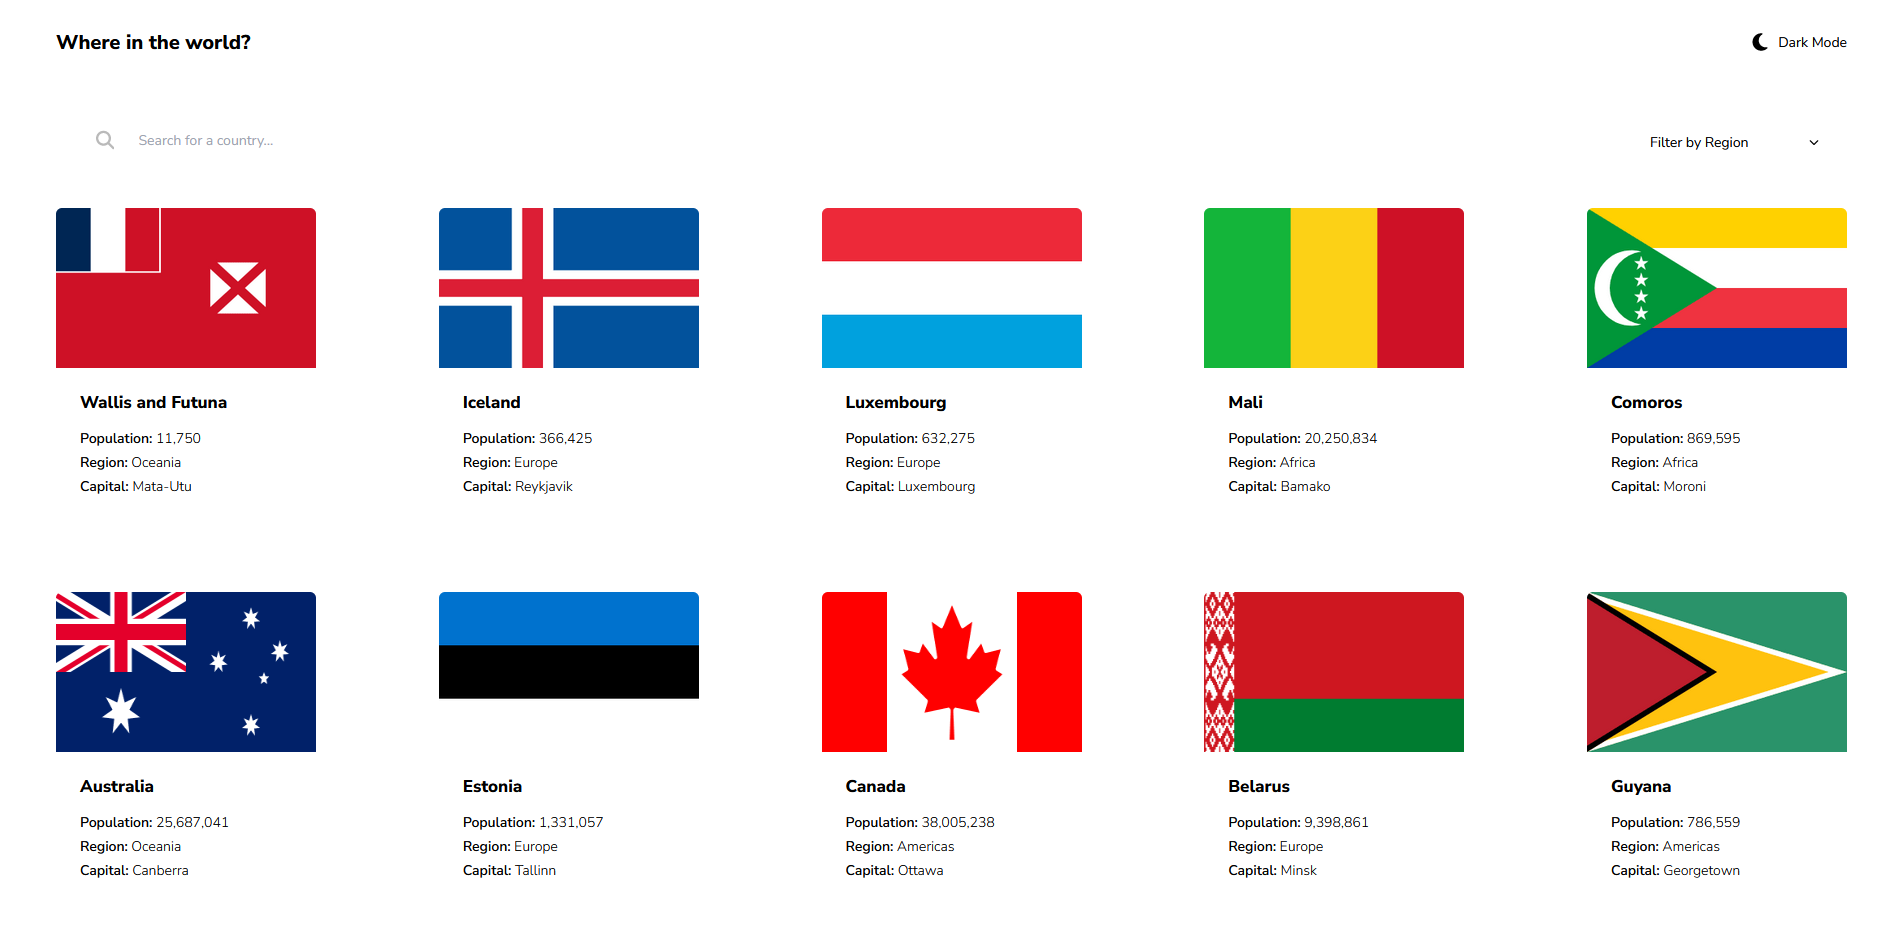 Where in the world?
Dark Mode
Search for a country...
Filter by Region
Wallis and Futuna
Population: 11,750
Region: Oceania
Capital: Mata-Utu
Iceland
Population: 366,425
Region: Europe
Capital: Reykjavik
Luxembourg
Population: 632,275
Region: Europe
Capital: Luxembourg
Mali
Population: 20,250,834
Region: Africa
Capital: Bamako
Comoros
Population: 869,595
Region: Africa
Capital: Moroni
Australia
Population: 25,687,041
Region: Oceania
Capital: Canberra
Estonia
Population: 1,331,057
Region: Europe
Capital: Tallinn
Canada
Population: 38,005,238
Region: Americas
Capital: Ottawa
Belarus
Population: 9,398,861
Region: Europe
Capital: Minsk
Guyana
Population: 786,559
Region: Americas
Capital: Georgetown